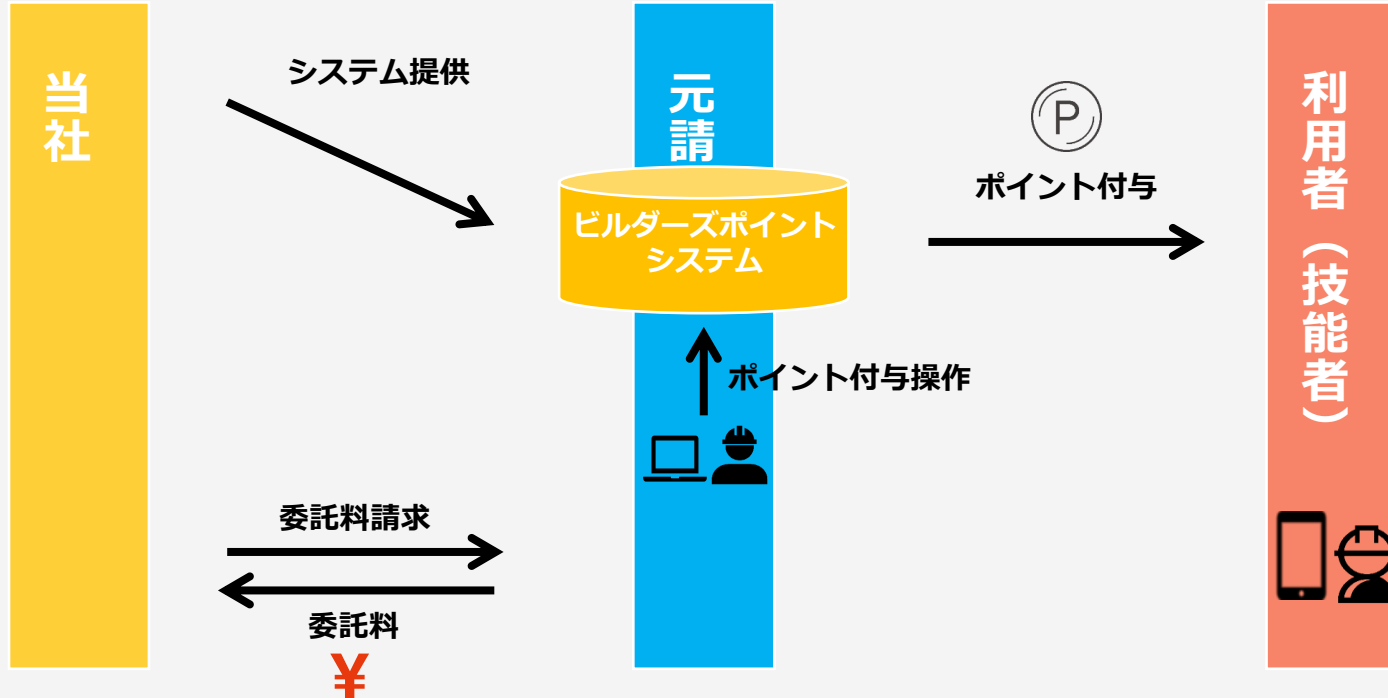 当社
システム提供
元請
ビルダーズポイント
システム
P
ポイント付与
利用者（技能者）
ポイント付与操作
委託料請求
委託料
¥